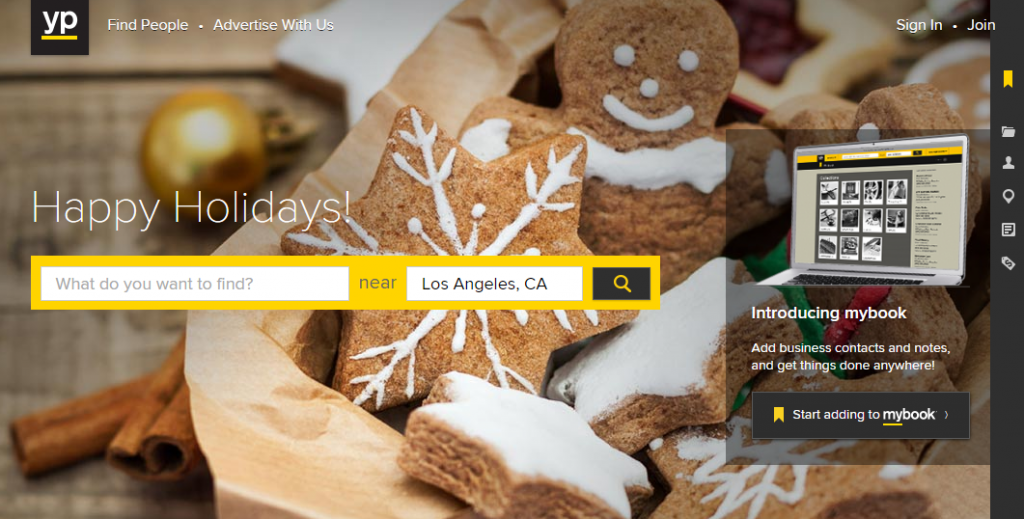 yp
Find People • Advertise With Us
Sign In • Join
Happy Holidays!
What do you want to find?
near
Los Angeles, CA
Introducing mybook
Add business contacts and notes,
and get things done anywhere!
Start adding to mybook ›